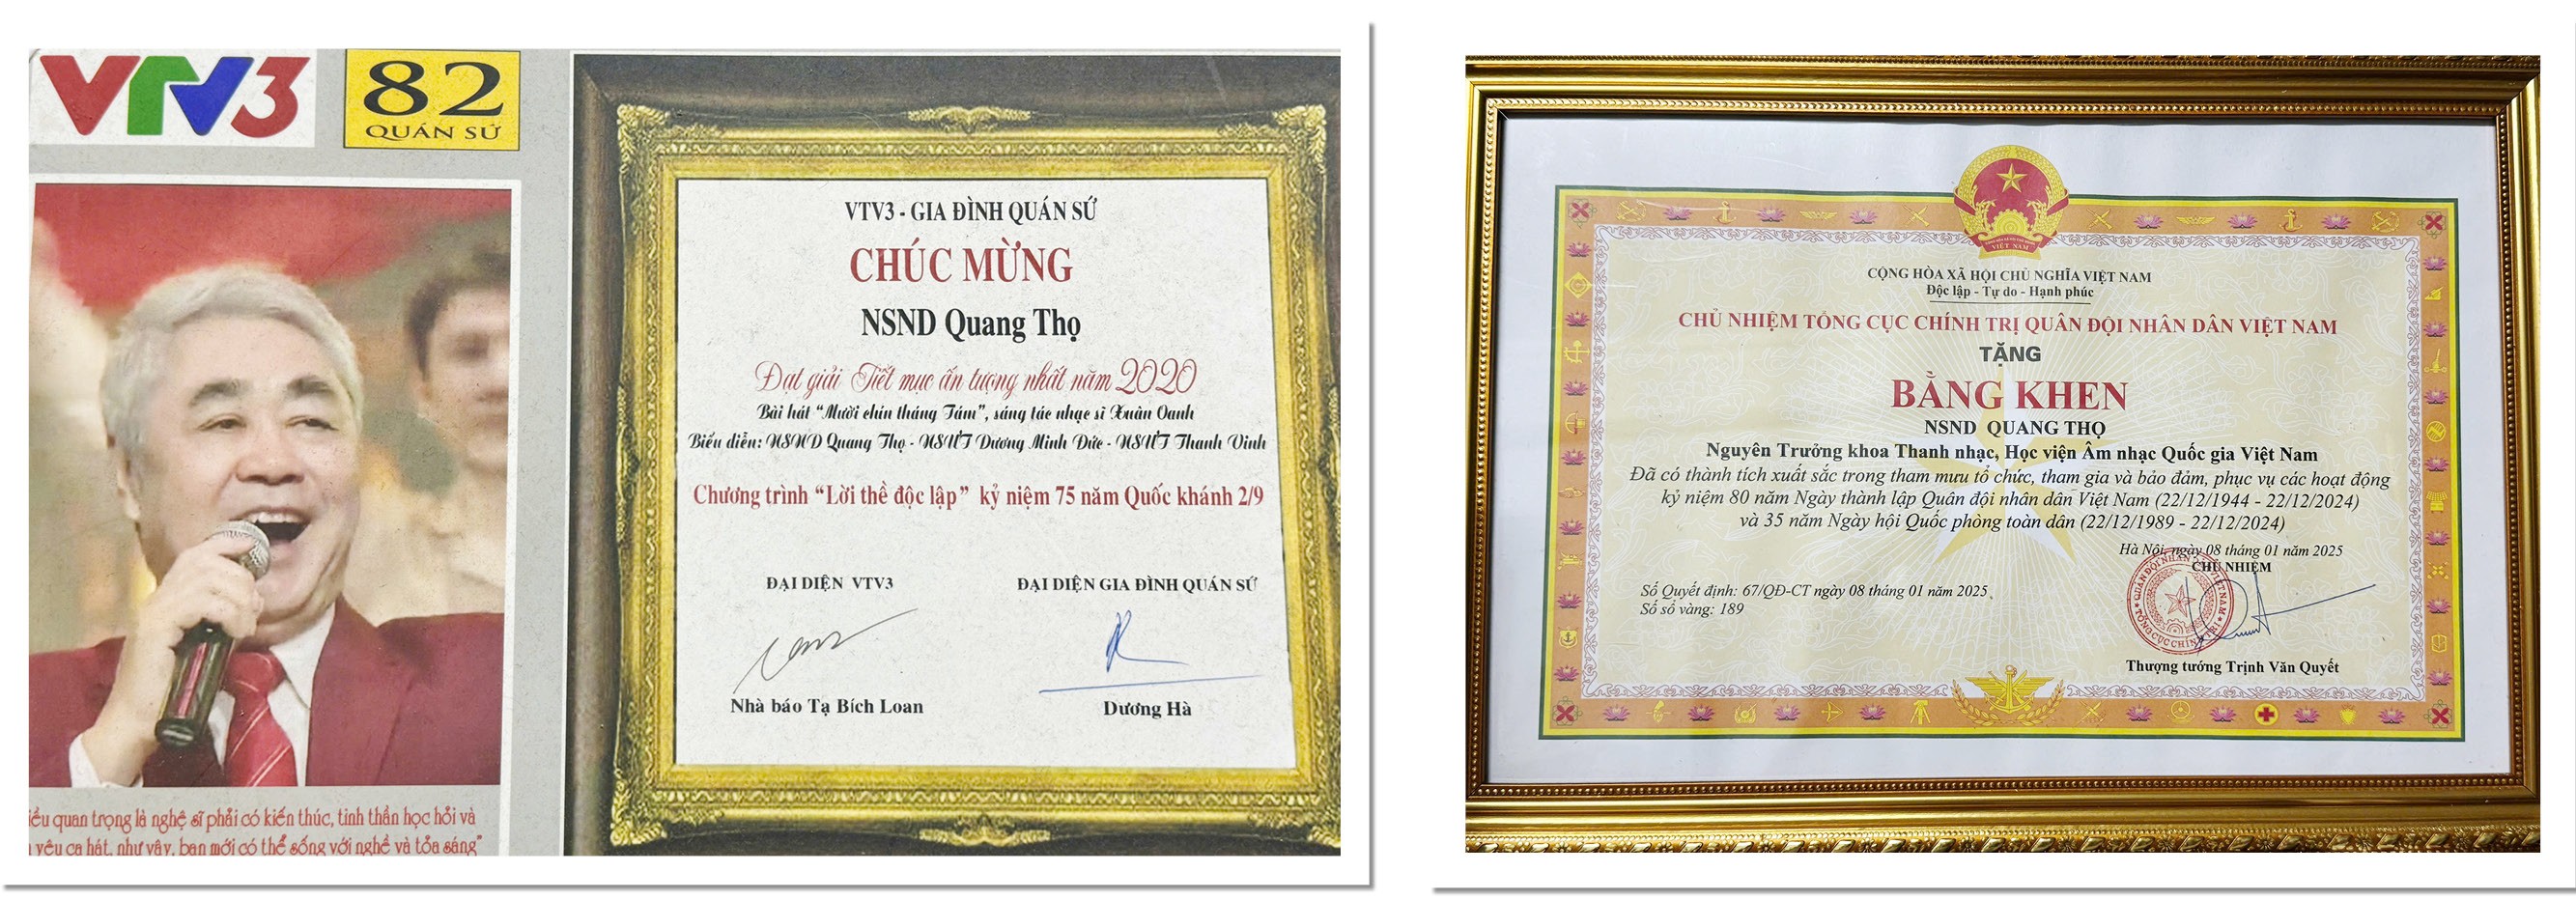 VTV3
82
QUÁN SỨ
VTV3 - GIA ĐÌNH QUÁN SỨ
CHÚC MỪNG
NSND Quang Thọ
Đạt giải Tiết mục ấn tượng nhất năm 2020
Bài hát “Mười chín tháng Tám”, sáng tác nhạc sĩ Xuân Oanh
Biểu diễn: NSND Quang Thọ - NSƯT Dương Minh Đức - NSƯT Thanh Vinh
Chương trình “Lời thề độc lập” kỷ niệm 75 năm Quốc khánh 2/9
ĐẠI DIỆN VTV3
ĐẠI DIỆN GIA ĐÌNH QUÁN SỨ
Nhà báo Tạ Bích Loan
Dương Hà
iều quan trọng là nghệ sĩ phải có kiến thức, tinh thần học hỏi và
yêu ca hát, như vậy, bạn mới có thể sống với nghề và tỏa sáng”
CỘNG HÒA XÃ HỘI CHỦ NGHĨA VIỆT NAM
Độc lập - Tự do - Hạnh phúc
CHỦ NHIỆM TỔNG CỤC CHÍNH TRỊ QUÂN ĐỘI NHÂN DÂN VIỆT NAM
TẶNG
BẰNG KHEN
NSND QUANG THỌ
Nguyên Trưởng khoa Thanh nhạc, Học viện Âm nhạc Quốc gia Việt Nam
Đã có thành tích xuất sắc trong tham mưu tổ chức, tham gia và bảo đảm, phục vụ các hoạt động
kỷ niệm 80 năm Ngày thành lập Quân đội nhân dân Việt Nam (22/12/1944 - 22/12/2024)
và 35 năm Ngày hội Quốc phòng toàn dân (22/12/1989 - 22/12/2024)
Hà Nội, ngày 08 tháng 01 năm 2025
CHỦ NHIỆM
Số Quyết định: 67/QĐ-CT ngày 08 tháng 01 năm 2025
Số sổ vàng: 189
QUÂN ĐỘI NHÂN DÂN VIỆT NAM
TỔNG CỤC CHÍNH TRỊ
Thượng tướng Trịnh Văn Quyết